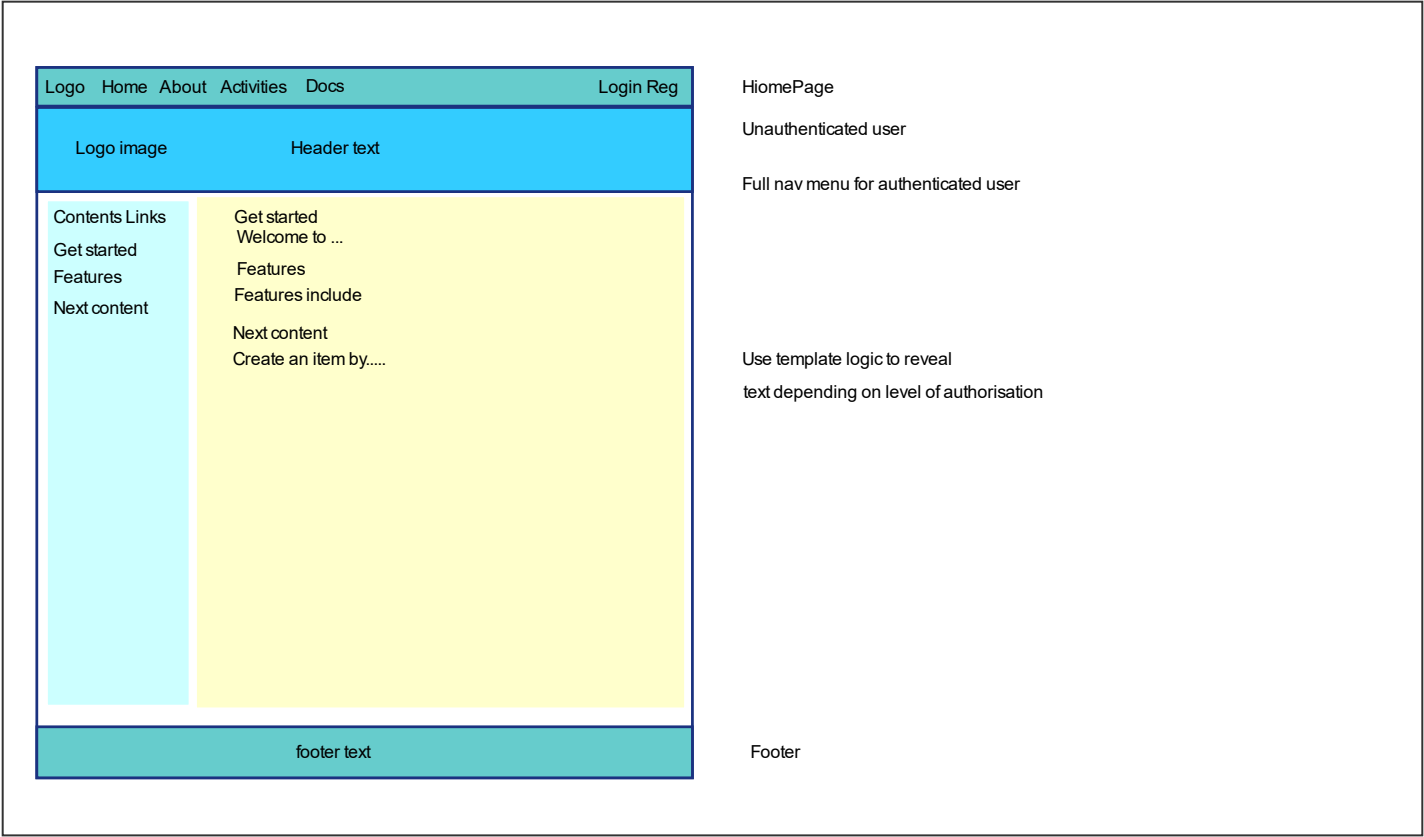 Logo Home About Activities Docs Login Reg
HiomePage
Unauthenticated user
Logo image Header text
Full nav menu for authenticated user
Contents Links
Get started
Features
Next content
Get started
Welcome to ...
Features
Features include
Next content
Create an item by.....
Use template logic to reveal
text depending on level of authorisation
footer text
Footer